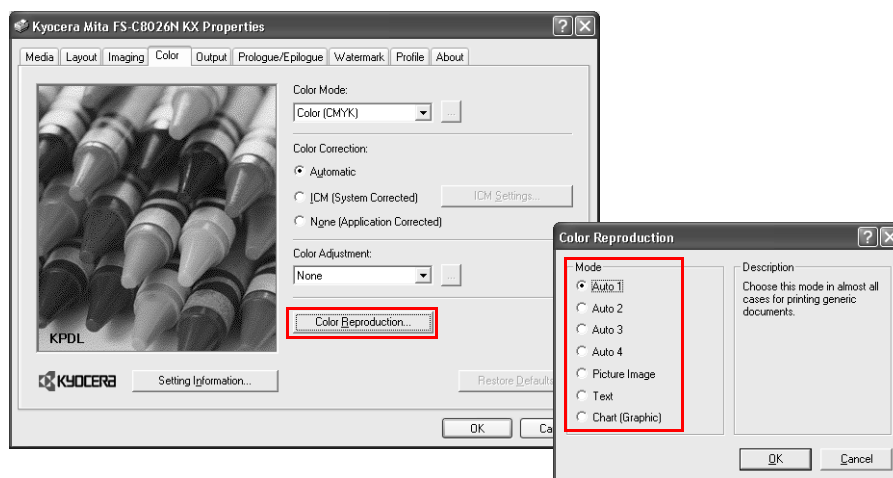 Kyocera Mita FS-C8026N KX Properties
Media Layout Imaging Color Output Prologue/Epilogue Watermark Profile About
Color Mode:
Color (CMYK)
...
Color Correction:
Automatic
ICM (System Corrected)
ICM Settings...
None (Application Corrected)
Color Adjustment:
None
...
Color Reproduction...
KPDL
KYOCERA
Setting Information...
Restore Defaults
OK
Ca
Color Reproduction
Mode
Auto 1
Auto 2
Auto 3
Auto 4
Picture Image
Text
Chart (Graphic)
Description
Choose this mode in almost all
cases for printing generic
documents.
OK
Cancel